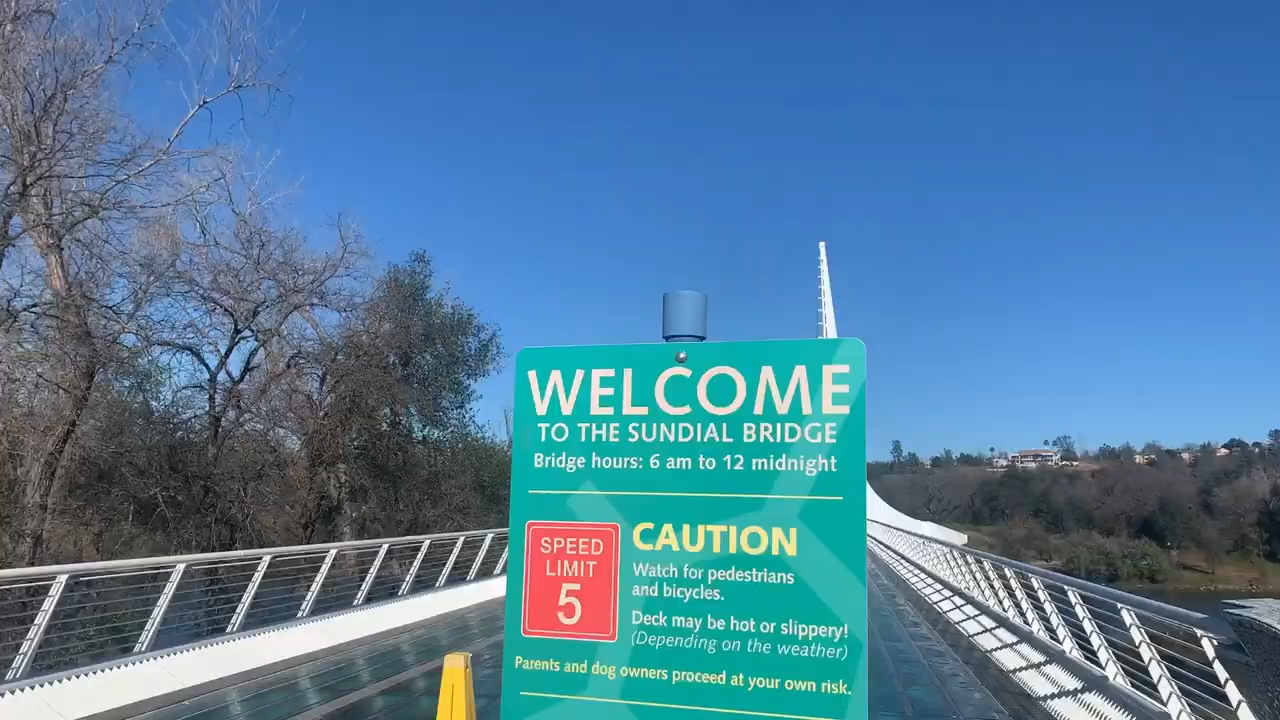 WELCOME
TO THE SUNDIAL BRIDGE
Bridge hours: 6 am to 12 midnight
SPEED
LIMIT
5
CAUTION
Watch for pedestrians
and bicycles.
Deck may be hot or slippery!
(Depending on the weather)
Parents and dog owners proceed at your own risk.